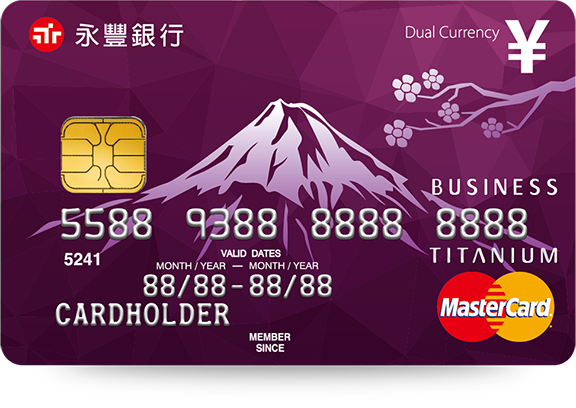 永豐銀行
Dual Currency ¥
BUSINESS
5588 9388 8888 8888
5241
VALID DATES
TITANIUM
MONTH / YEAR — MONTH / YEAR
88/88-88/88
CARDHOLDER
MasterCard
MEMBER
SINCE